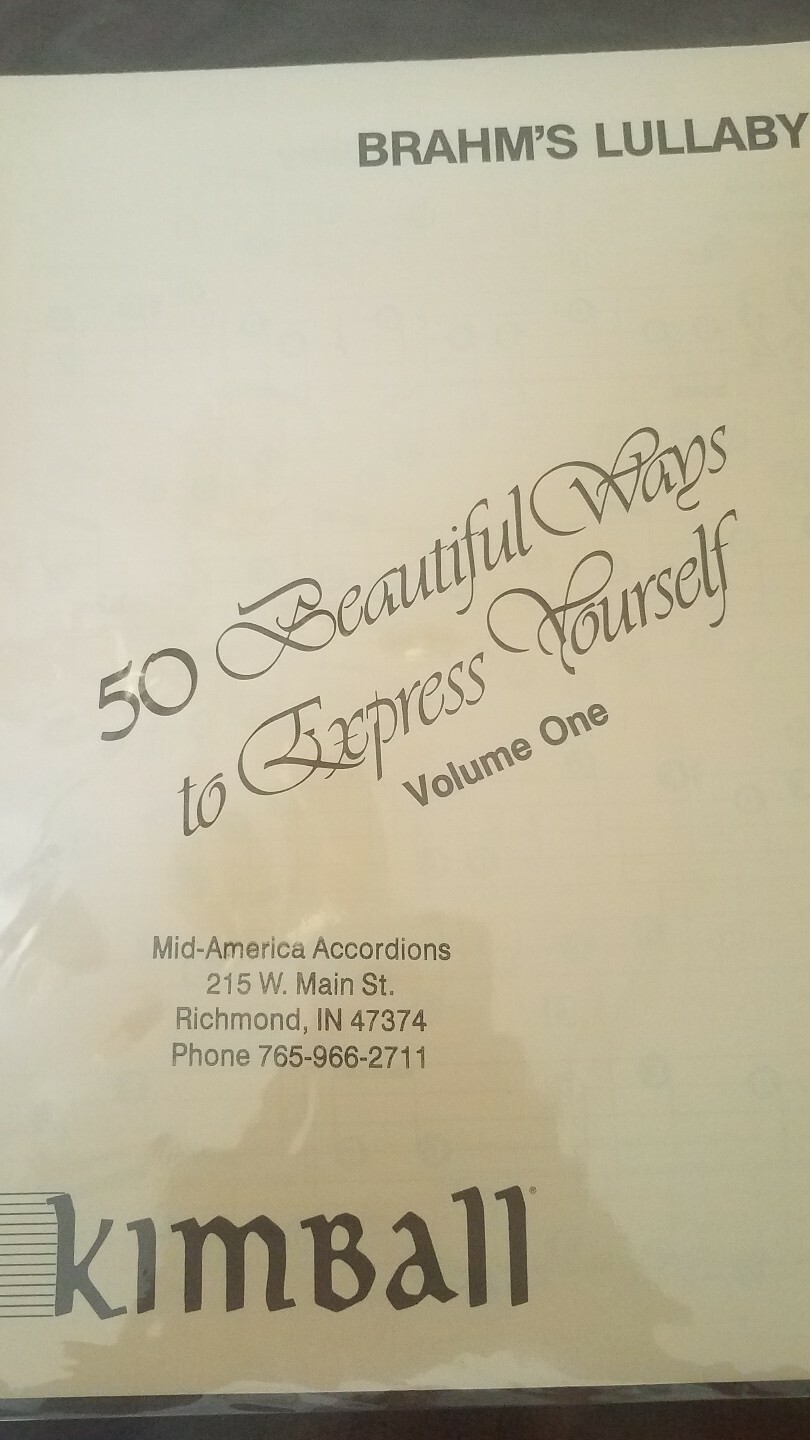 BRAHM'S LULLABY
50 Beautiful Ways
to Express Yourself
Volume One
Mid-America Accordions
215 W. Main St.
Richmond, IN 47374
Phone 765-966-2711
kimBall®